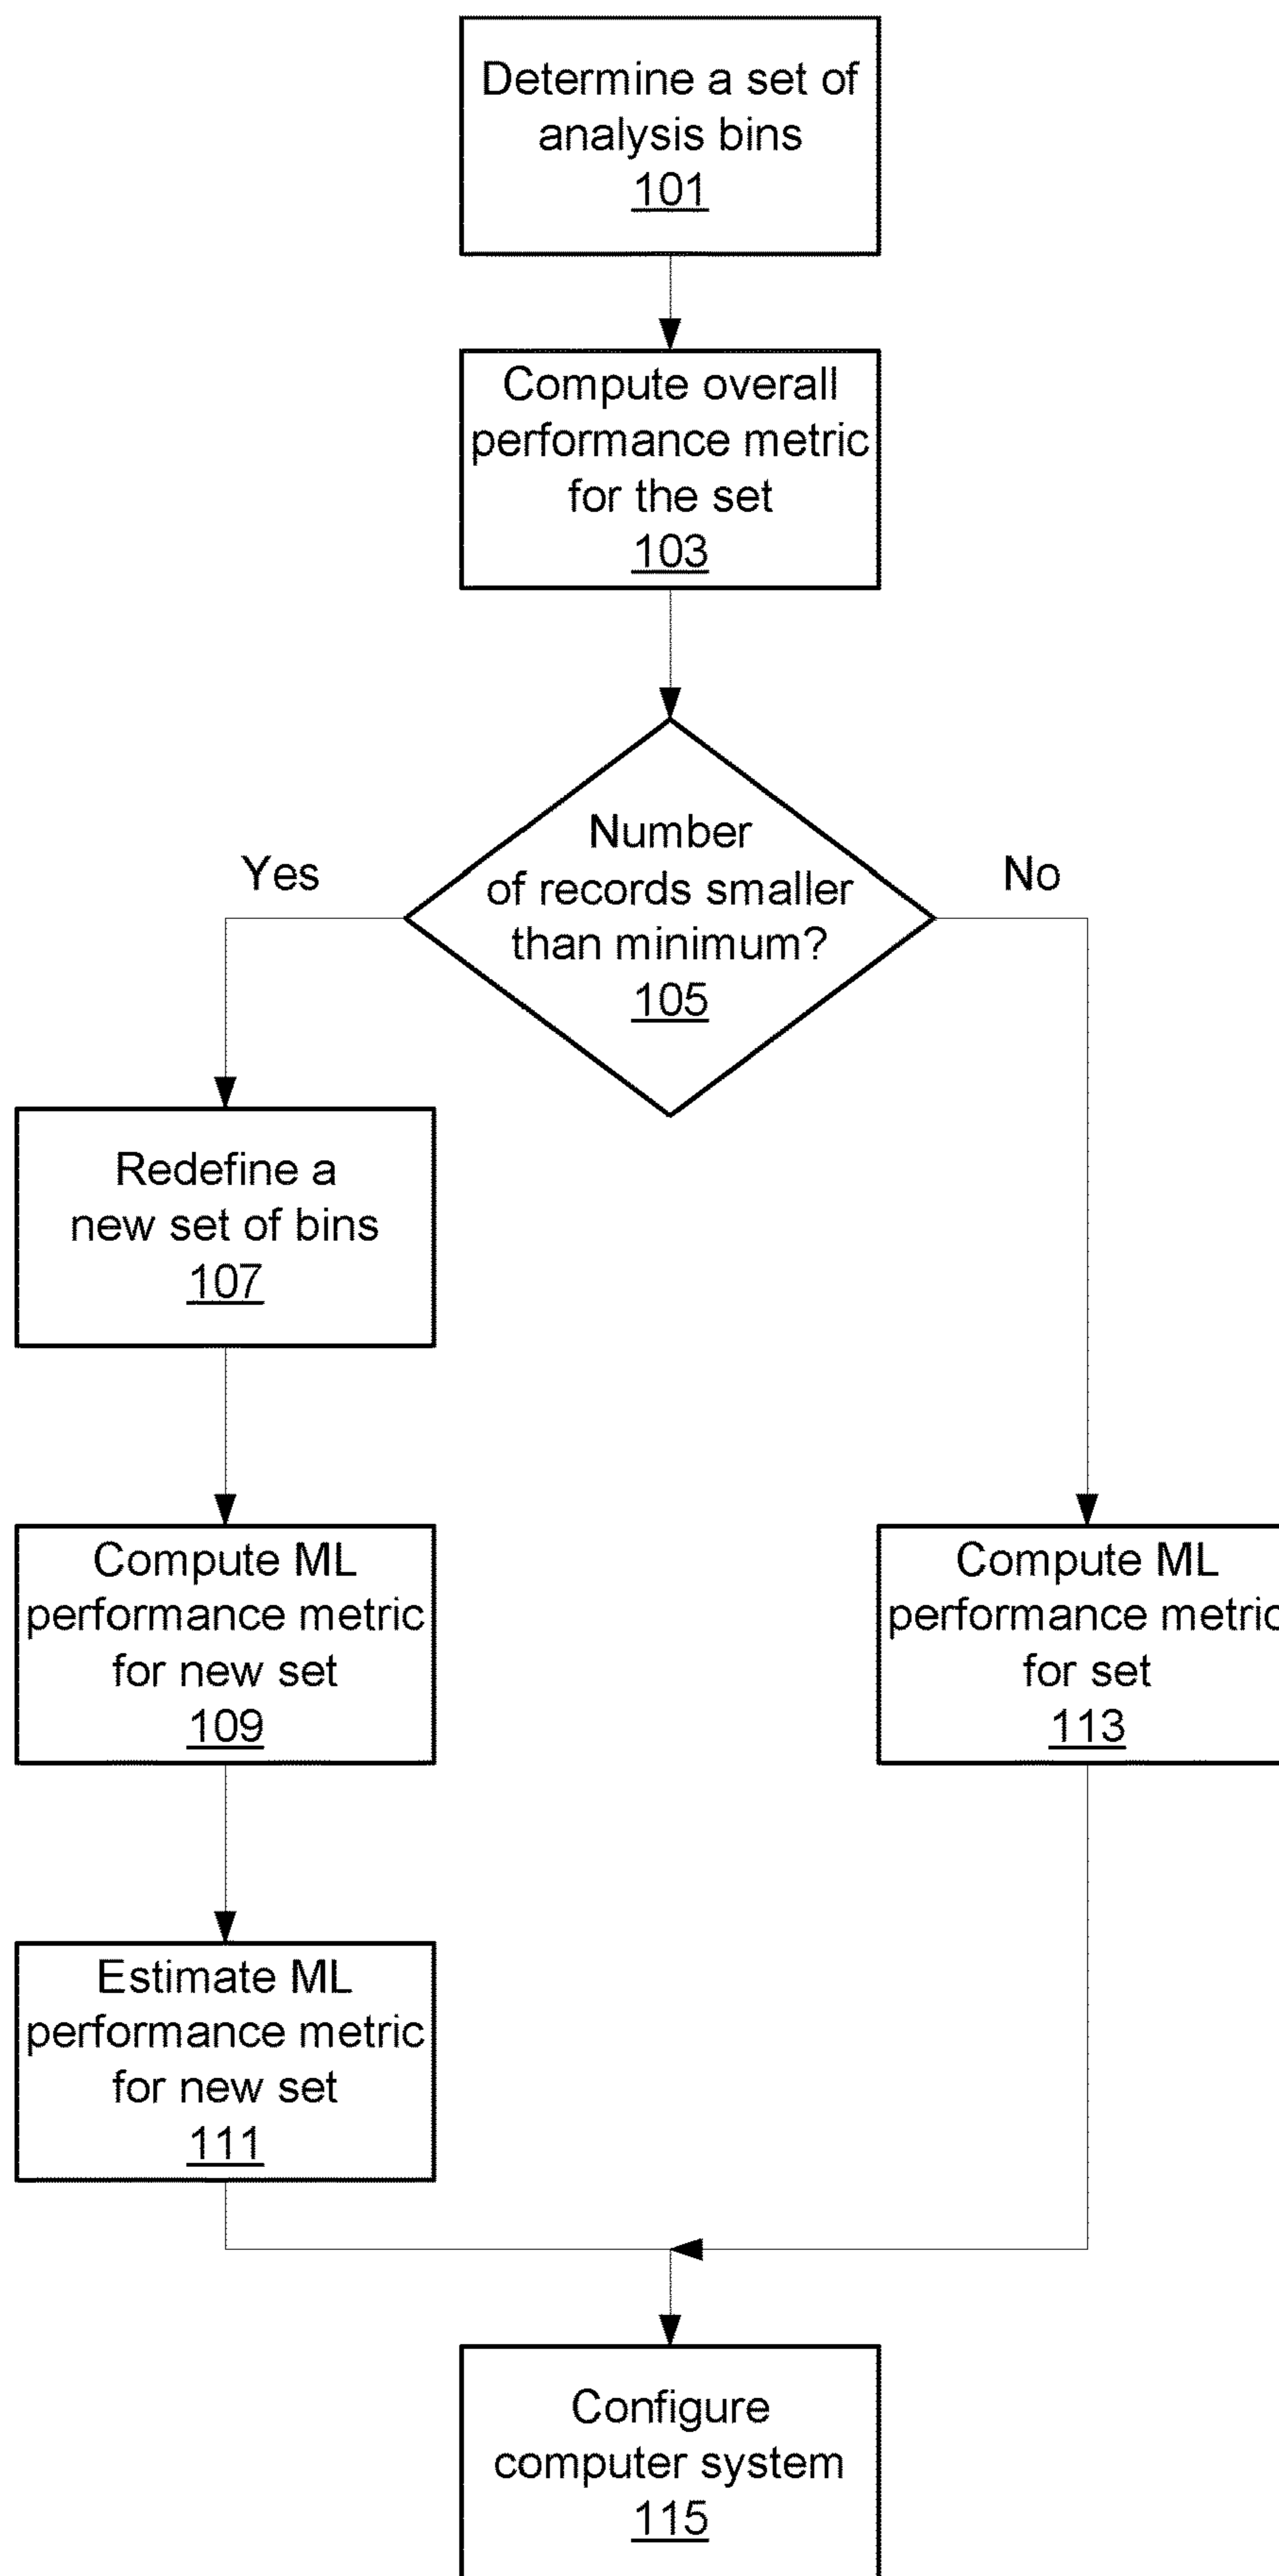 Determine a set of
analysis bins
101
Compute overall
performance metric
for the set
103
Number
of records smaller
than minimum?
105
Yes
No
Redefine a
new set of bins
107
Compute ML
performance metric
for new set
109
Compute ML
performance metric
for set
113
Estimate ML
performance metric
for new set
111
Configure
computer system
115